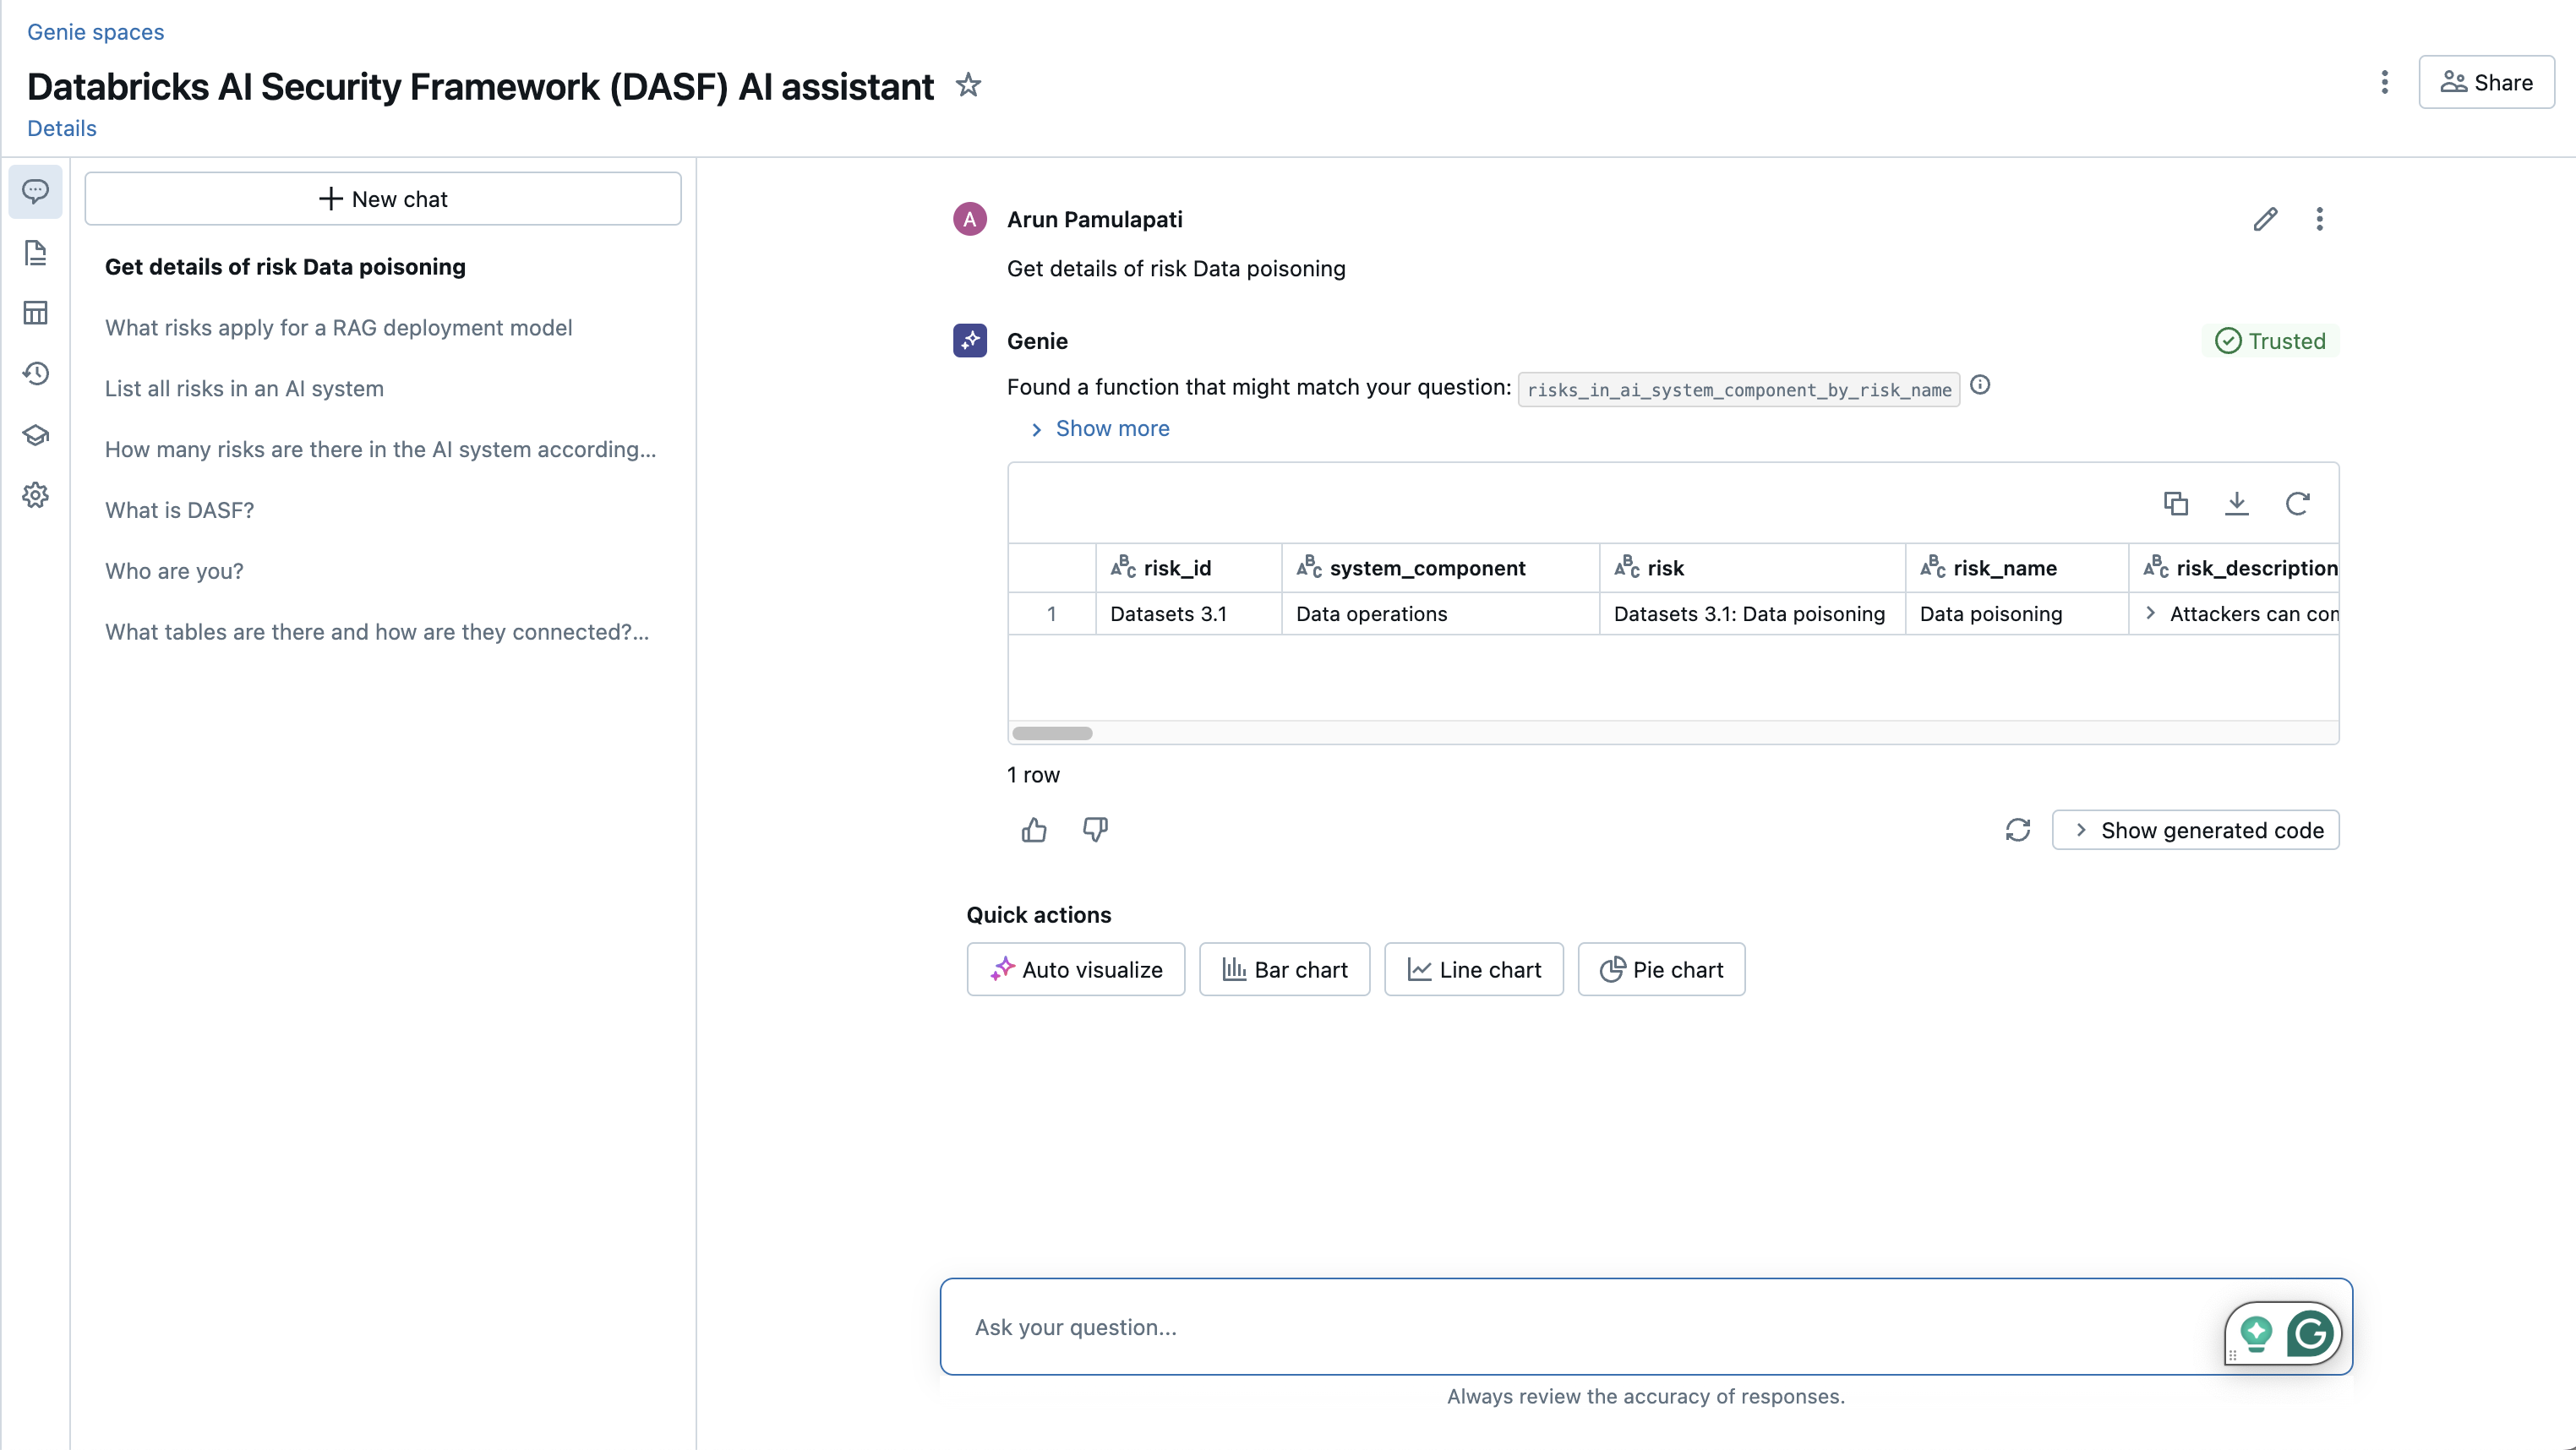 Genie spaces
Databricks AI Security Framework (DASF) AI assistant
Share
Details
New chat
Get details of risk Data poisoning
What risks apply for a RAG deployment model
List all risks in an AI system
How many risks are there in the AI system according...
What is DASF?
Who are you?
What tables are there and how are they connected?...
A Arun Pamulapati
Get details of risk Data poisoning
Genie
Trusted
Found a function that might match your question: risks_in_ai_system_component_by_risk_name
Show more
ABC risk_id ABC system_component ABC risk ABC risk_name ABC risk_description
1 Datasets 3.1 Data operations Datasets 3.1: Data poisoning Data poisoning Attackers can con
1 row
Show generated code
Quick actions
Auto visualize Bar chart Line chart Pie chart
Ask your question...
G
Always review the accuracy of responses.